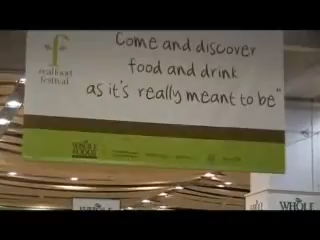 Come and discover
food and drink
as it's really meant to be"
f
real food
festival
WHOLE
FOODS
WHOLE